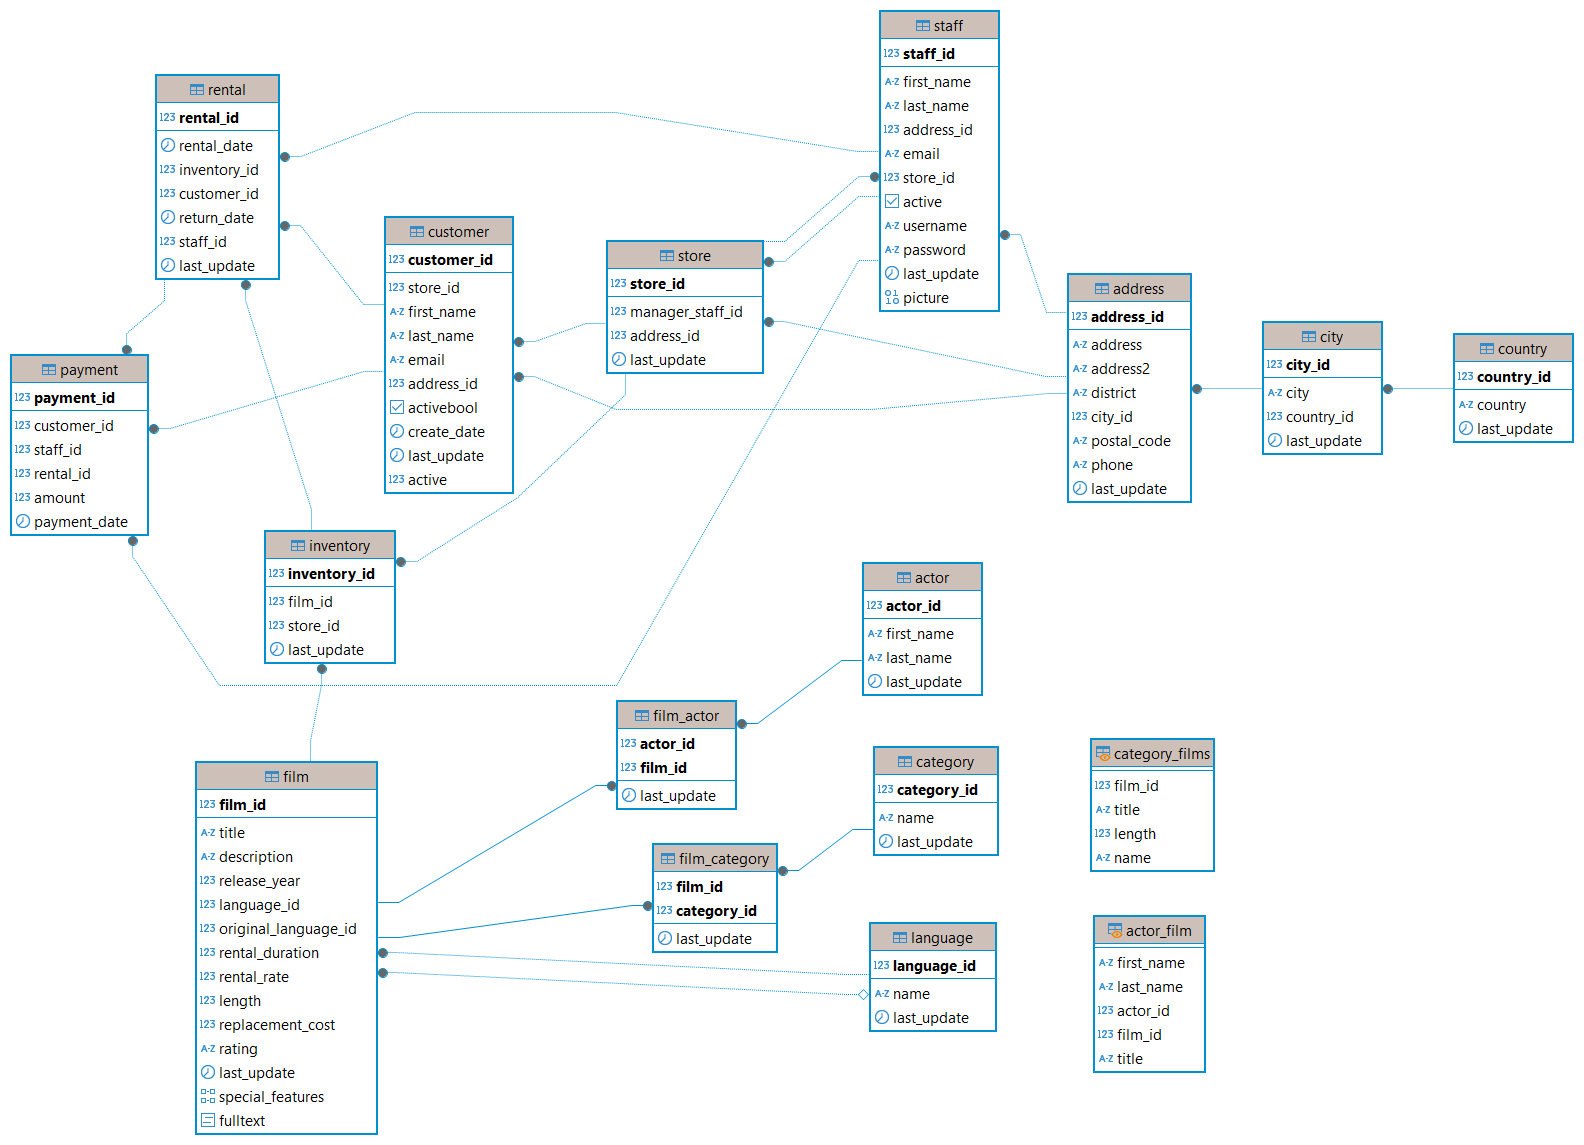 staff
123 staff_id
A-Z first_name
A-Z last_name
123 address_id
A-Z email
123 store_id
active
A-Z username
A-Z password
last_update
picture
rental
123 rental_id
rental_date
123 inventory_id
123 customer_id
return_date
123 staff_id
last_update
customer
123 customer_id
123 store_id
A-Z first_name
A-Z last_name
A-Z email
123 address_id
activebool
create_date
last_update
123 active
store
123 store_id
123 manager_staff_id
123 address_id
last_update
address
123 address_id
A-Z address
A-Z address2
A-Z district
123 city_id
A-Z postal_code
A-Z phone
last_update
city
123 city_id
A-Z city
123 country_id
last_update
country
123 country_id
A-Z country
last_update
payment
123 payment_id
123 customer_id
123 staff_id
123 rental_id
123 amount
payment_date
inventory
123 inventory_id
123 film_id
123 store_id
last_update
actor
123 actor_id
A-Z first_name
A-Z last_name
last_update
film_actor
123 actor_id
123 film_id
last_update
category
123 category_id
A-Z name
last_update
category_films
123 film_id
A-Z title
123 length
A-Z name
film
123 film_id
A-Z title
A-Z description
123 release_year
123 language_id
123 original_language_id
123 rental_duration
123 rental_rate
123 length
123 replacement_cost
A-Z rating
last_update
special_features
fulltext
film_category
123 film_id
123 category_id
last_update
language
123 language_id
A-Z name
last_update
actor_film
A-Z first_name
A-Z last_name
123 actor_id
123 film_id
A-Z title